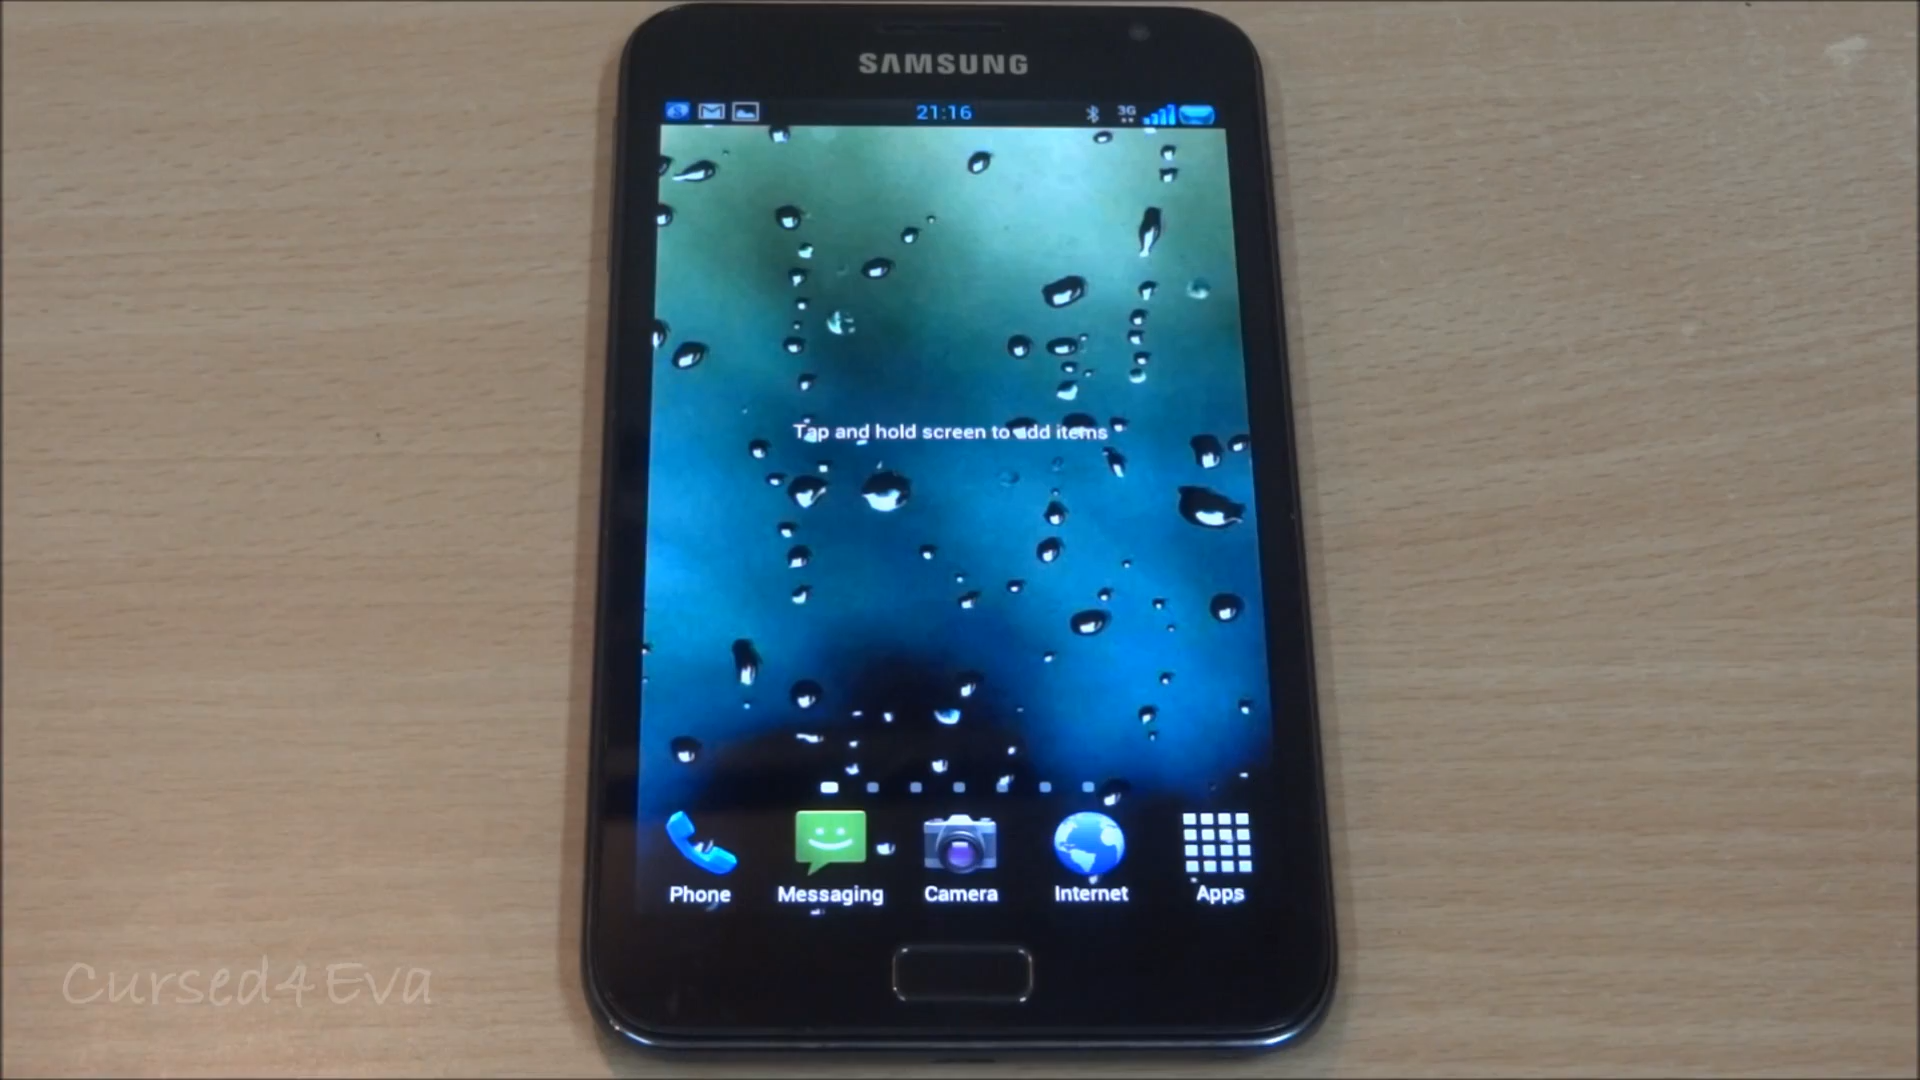 SAMSUNG
21:16
3G
Tap and hold screen to add items
Phone Messaging Camera Internet Apps
Cursed4Eva